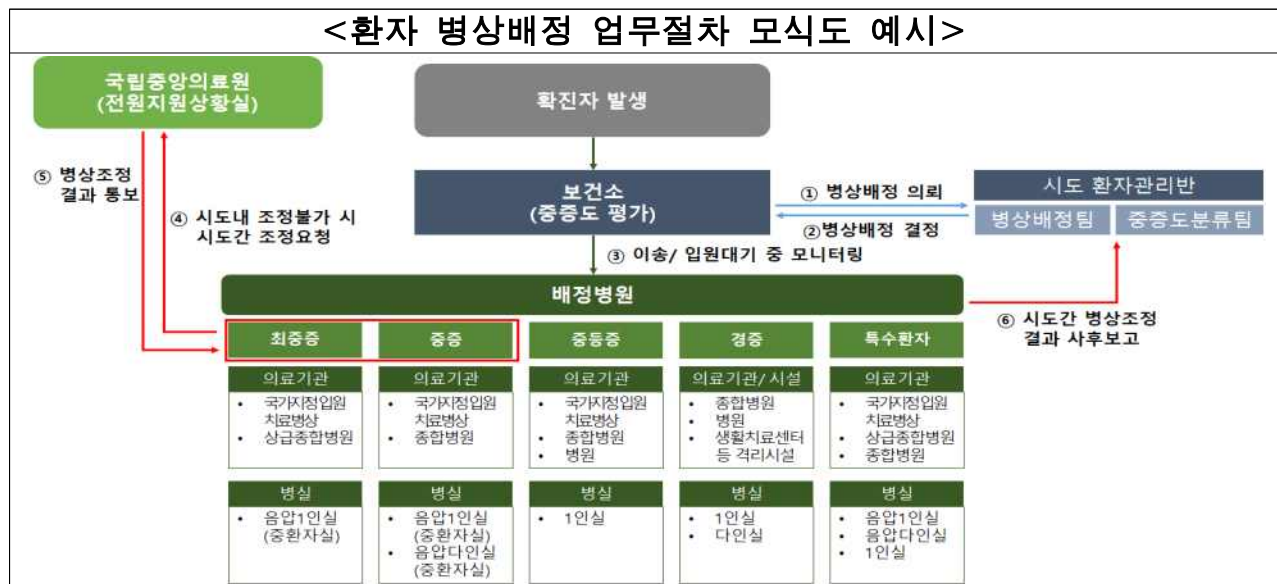 <환자 병상배정 업무절차 모식도 예시>
국립중앙의료원
(전원지원상황실)
확진자 발생
⑤ 병상조정
결과 통보
④ 시도내 조정불가 시
시도간 조정요청
보건소
(중증도 평가)
① 병상배정 의뢰
②병상배정 결정
시도 환자관리반
병상배정팀
중증도분류팀
③ 이송/ 입원대기 중 모니터링
배정병원
⑥ 시도간 병상조정
결과 사후보고
최중증
중증
중등증
경증
특수환자
의료기관
• 국가지정입원
치료병상
• 상급종합병원
의료기관
• 국가지정입원
치료병상
• 종합병원
의료기관
• 국가지정입원
치료병상
• 종합병원
• 병원
의료기관/시설
• 종합병원
• 병원
• 생활치료센터
등 격리시설
의료기관
• 국가지정입원
치료병상
• 상급종합병원
• 종합병원
병실
• 음압1인실
(중환자실)
병실
• 음압1인실
(중환자실)
• 음압다인실
(중환자실)
병실
• 1인실
병실
• 1인실
• 다인실
병실
• 음압1인실
• 음압다인실
• 1인실